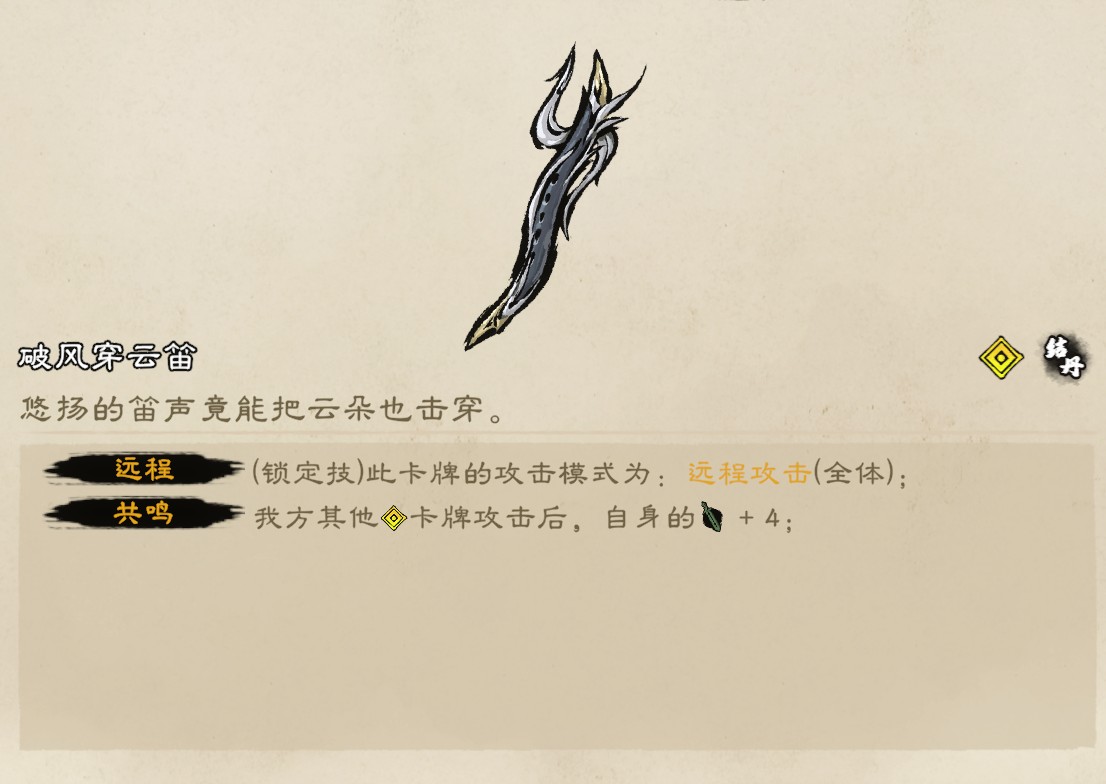 破风穿云笛
结丹
悠扬的笛声竟能把云朵也击穿。
远程 (锁定技)此卡牌的攻击模式为：远程攻击(全体)；
共鸣 我方其他卡牌攻击后，自身的 + 4；